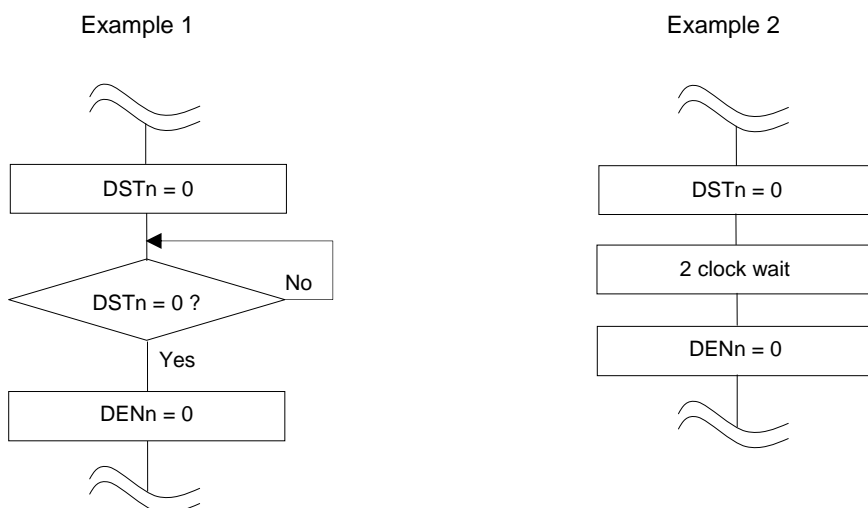 Example 1
DSTn = 0
DSTn = 0 ?
No
Yes
DENn = 0
Example 2
DSTn = 0
2 clock wait
DENn = 0